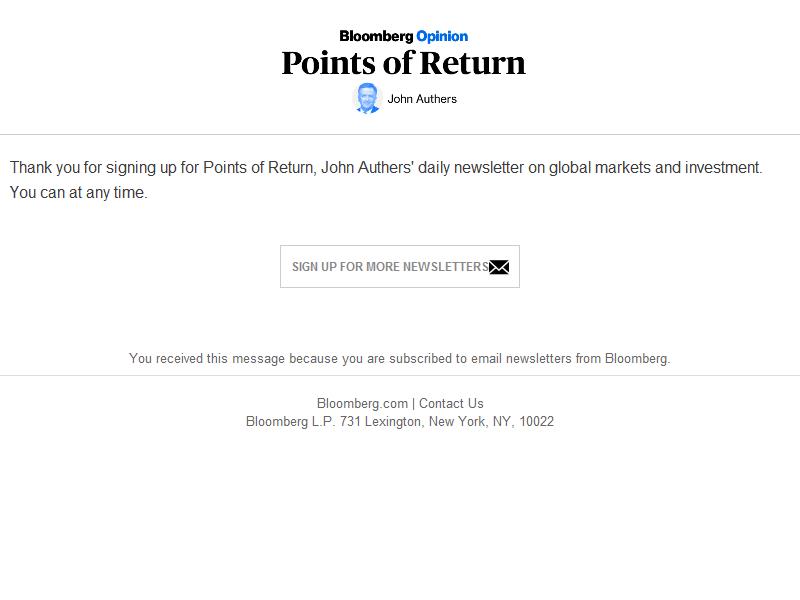 Bloomberg Opinion
Points of Return
John Authers
Thank you for signing up for Points of Return, John Authers' daily newsletter on global markets and investment.
You can at any time.
SIGN UP FOR MORE NEWSLETTERS
You received this message because you are subscribed to email newsletters from Bloomberg.
Bloomberg.com | Contact Us
Bloomberg L.P. 731 Lexington, New York, NY, 10022